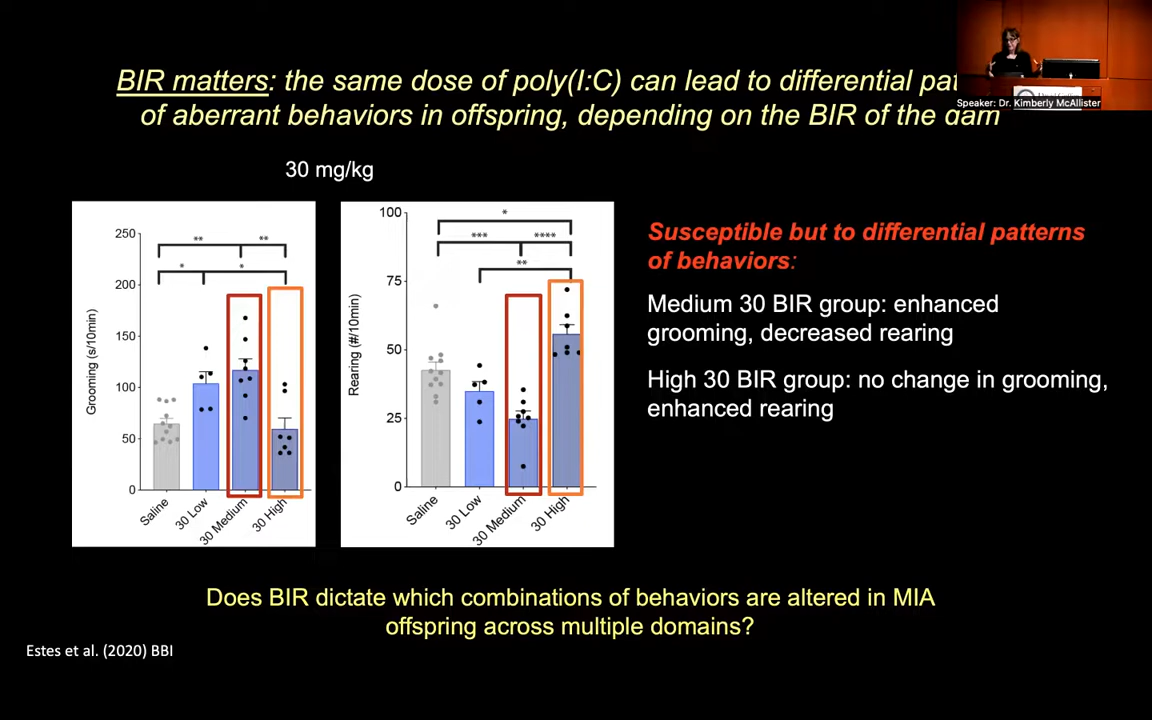 BIR matters: the same dose of poly(I:C) can lead to differential
of aberrant behaviors in offspring, depending on the BIR of the dam
Speaker: Dr. Kimberly McAllister
30 mg/kg
250
200
150
100
50
0
Grooming (s/10min)
** **
* *
Saline
30 Low
30 Medium
30 High
100
75
50
25
0
Rearing (#/10min)
*
*** ****
**
Saline
30 Low
30 Medium
30 High
Susceptible but to differential patterns
of behaviors:
Medium 30 BIR group: enhanced
grooming, decreased rearing
High 30 BIR group: no change in grooming,
enhanced rearing
Does BIR dictate which combinations of behaviors are altered in MIA
offspring across multiple domains?
Estes et al. (2020) BBI